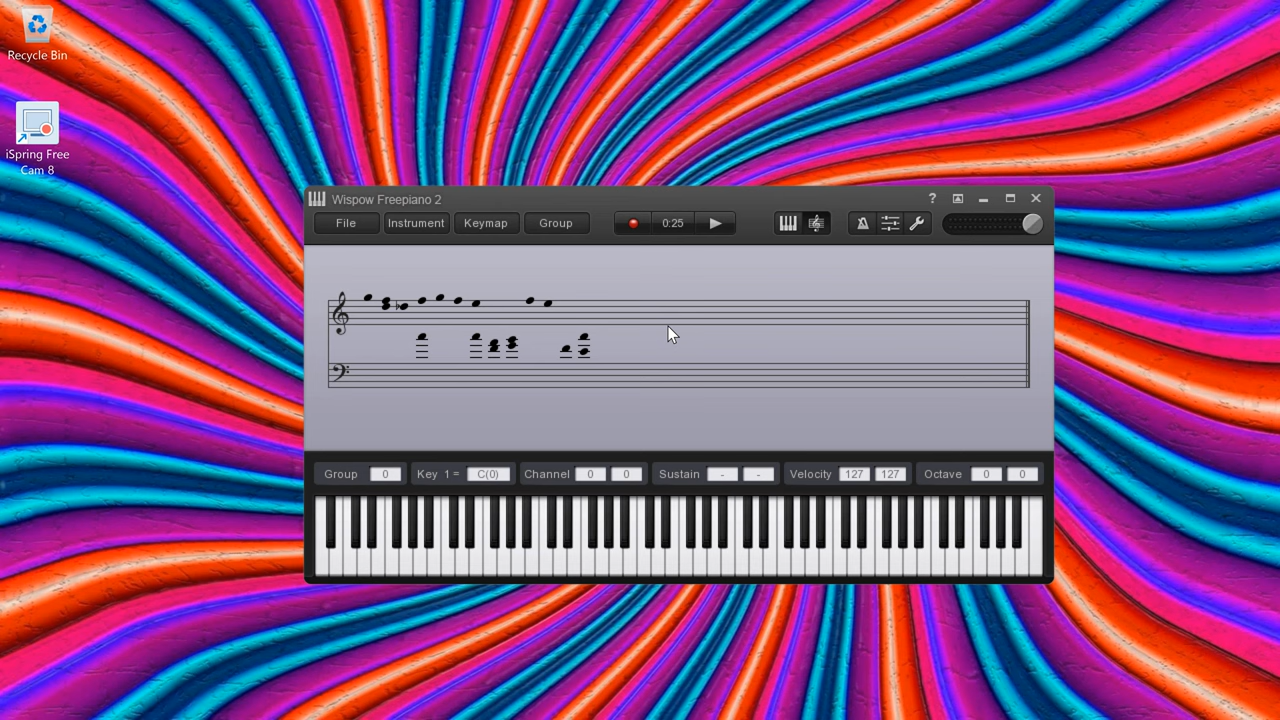 Recycle Bin
iSpring Free
Cam 8
Wispow Freepiano 2
?
File Instrument Keymap Group 0:25
Group 0 Key 1 = C(0) Channel 0 0 Sustain - - Velocity 127 127 Octave 0 0